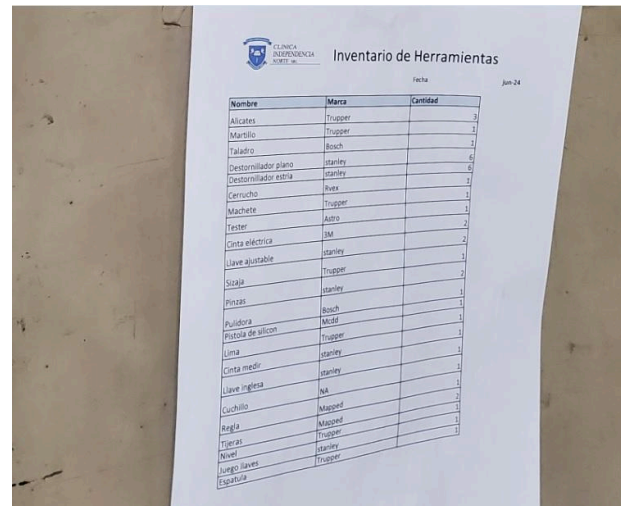 CLINICA
INDEPENDENCIA
NORTE SRL
Inventario de Herramientas
Fecha Jun-24
Nombre Marca Cantidad
Alicates Trupper 3
Martillo Trupper 1
Taladro Bosch 1
Destornillador plano stanley 6
Destornillador estria stanley 6
Cerrucho Rvex 1
Machete Trupper 1
Tester Astro 1
Cinta eléctrica 3M 2
Llave ajustable stanley 2
Sizaja Trupper 1
Pinzas stanley 2
Pulidora Bosch 1
Pistola de silicon Mcdd 1
Lima Trupper 1
Cinta medir stanley 1
Llave inglesa stanley 1
Cuchillo NA 1
Regla Mapped 1
Tijeras Mapped 2
Nivel Trupper 1
Juego llaves stanley 1
Espatula Trupper 1